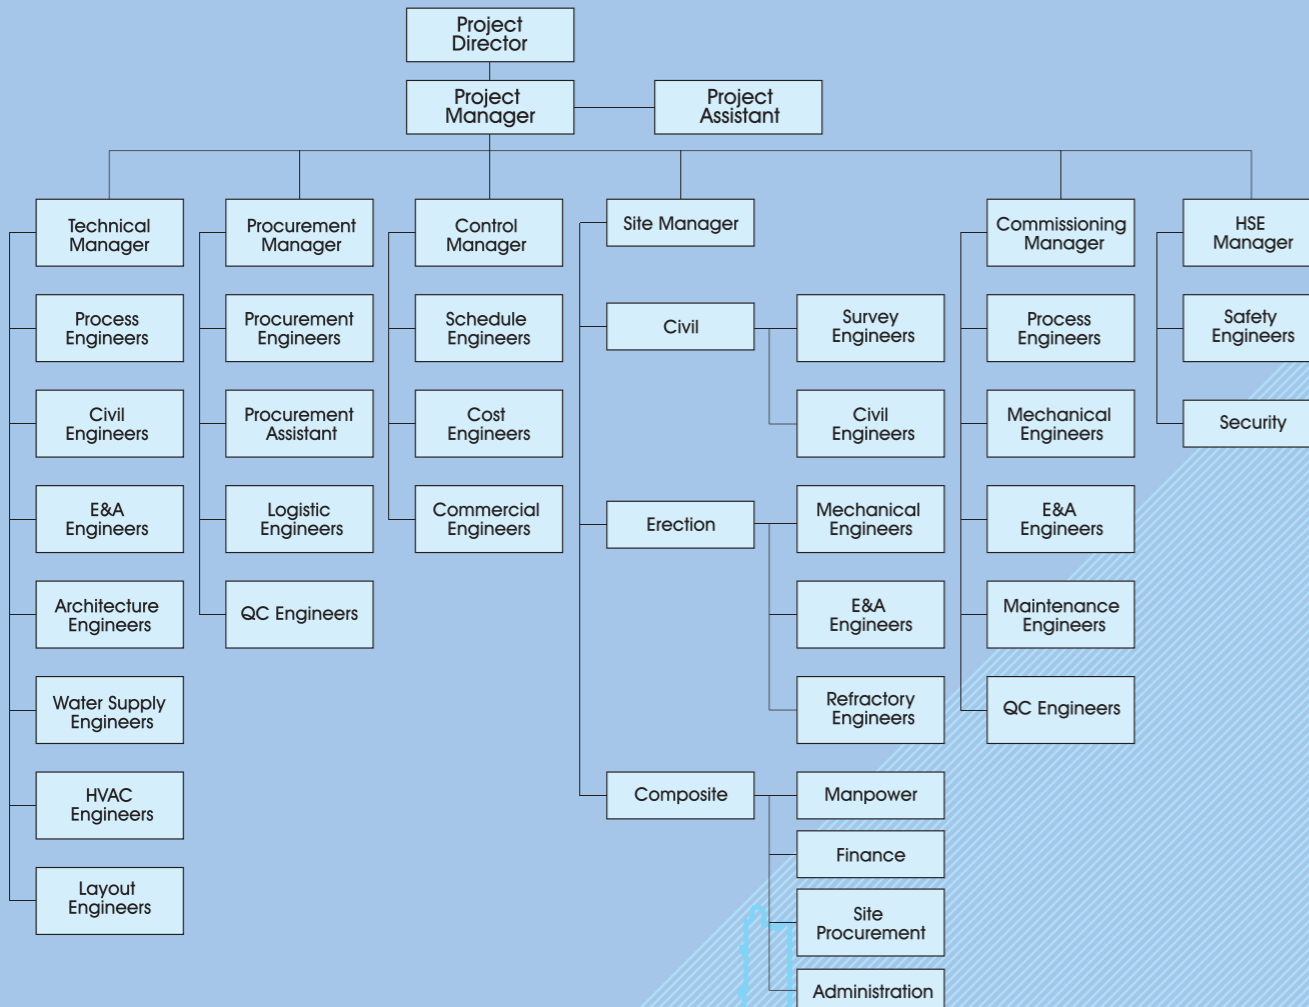 Project
Director
Project
Manager
Project
Assistant
Technical
Manager
Process
Engineers
Civil
Engineers
E&A
Engineers
Architecture
Engineers
Water Supply
Engineers
HVAC
Engineers
Layout
Engineers
Procurement
Manager
Procurement
Engineers
Procurement
Assistant
Logistic
Engineers
QC Engineers
Control
Manager
Schedule
Engineers
Cost
Engineers
Commercial
Engineers
Site Manager
Civil
Survey
Engineers
Civil
Engineers
Erection
Mechanical
Engineers
E&A
Engineers
Refractory
Engineers
Composite
Manpower
Finance
Site
Procurement
Administration
Commissioning
Manager
Process
Engineers
Mechanical
Engineers
E&A
Engineers
Maintenance
Engineers
QC Engineers
HSE
Manager
Safety
Engineers
Security